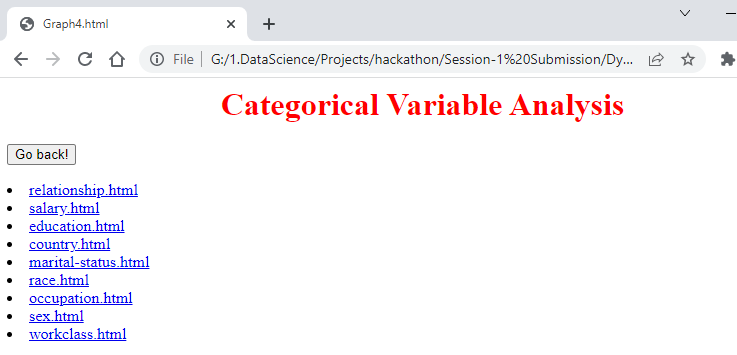 Graph4.html
File G:/1.DataScience/Projects/hackathon/Session-1%20Submission/Dy...
Categorical Variable Analysis
Go back!
relationship.html
salary.html
education.html
country.html
marital-status.html
race.html
occupation.html
sex.html
workclass.html